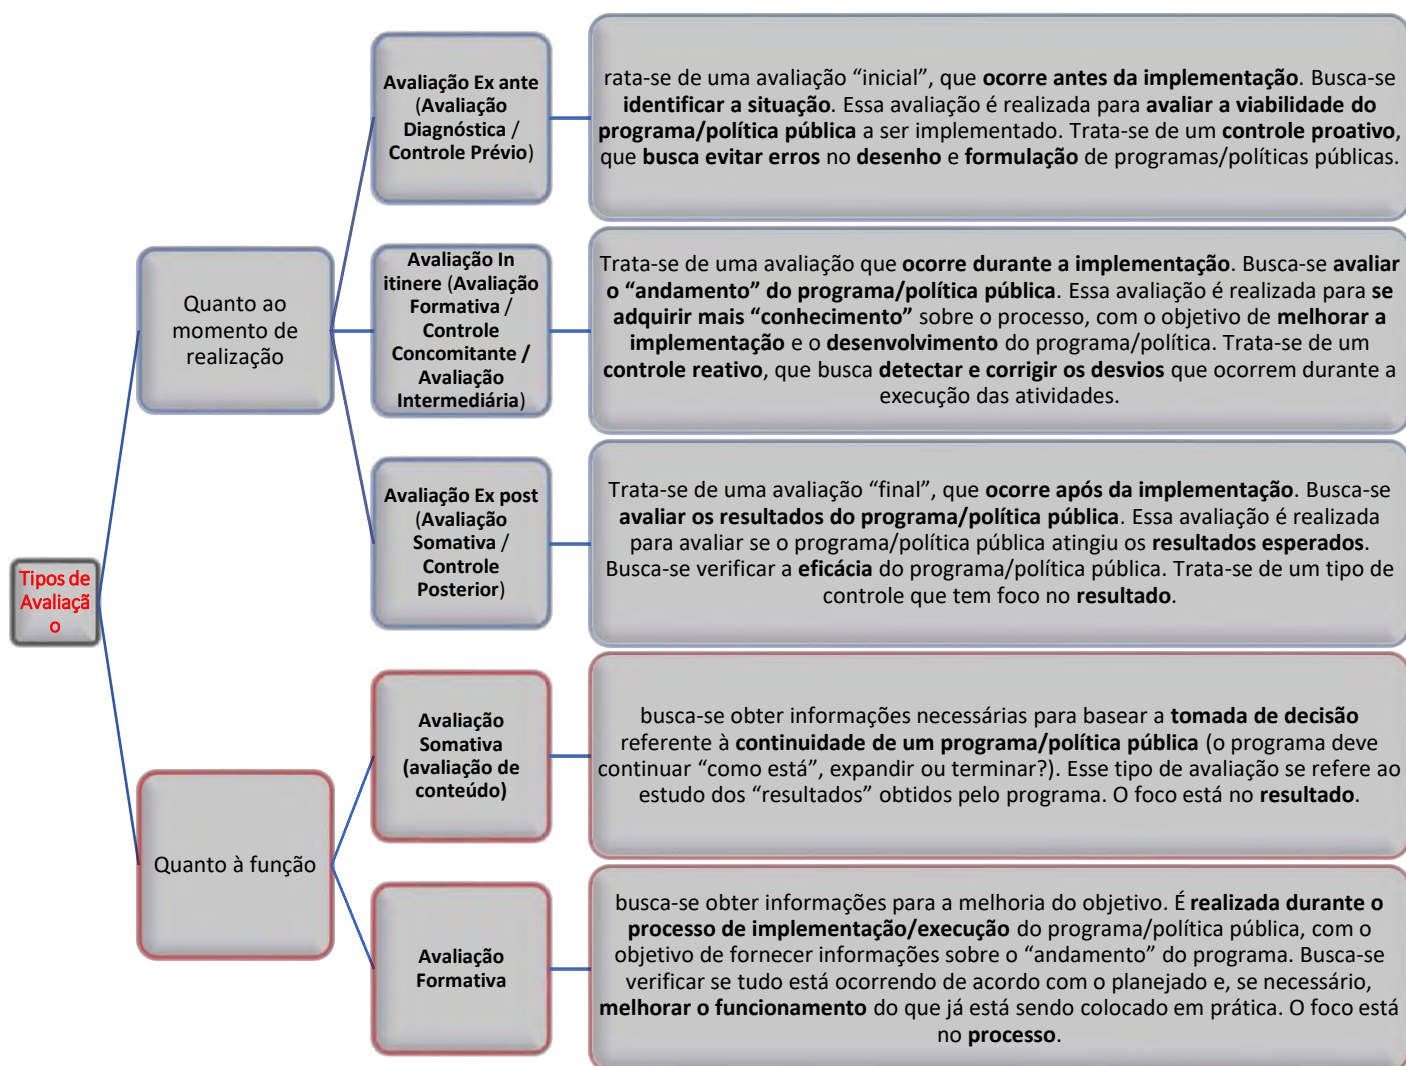 Tipos de
Avaliaçã
o
Quanto ao
momento de
realização
Avaliação Ex ante
(Avaliação
Diagnóstica /
Controle Prévio)
rata-se de uma avaliação “inicial”, que ocorre antes da implementação. Busca-se
identificar a situação. Essa avaliação é realizada para avaliar a viabilidade do
programa/política pública a ser implementado. Trata-se de um controle proativo,
que busca evitar erros no desenho e formulação de programas/políticas públicas.
Avaliação In
itinere (Avaliação
Formativa /
Controle
Concomitante /
Avaliação
Intermediária)
Trata-se de uma avaliação que ocorre durante a implementação. Busca-se avaliar
o “andamento” do programa/política pública. Essa avaliação é realizada para se
adquirir mais “conhecimento” sobre o processo, com o objetivo de melhorar a
implementação e o desenvolvimento do programa/política. Trata-se de um
controle reativo, que busca detectar e corrigir os desvios que ocorrem durante a
execução das atividades.
Avaliação Ex post
(Avaliação
Somativa /
Controle
Posterior)
Trata-se de uma avaliação “final”, que ocorre após da implementação. Busca-se
avaliar os resultados do programa/política pública. Essa avaliação é realizada
para avaliar se o programa/política pública atingiu os resultados esperados.
Busca-se verificar a eficácia do programa/política pública. Trata-se de um tipo de
controle que tem foco no resultado.
Quanto à função
Avaliação
Somativa
(avaliação de
conteúdo)
busca-se obter informações necessárias para basear a tomada de decisão
referente à continuidade de um programa/política pública (o programa deve
continuar “como está”, expandir ou terminar?). Esse tipo de avaliação se refere ao
estudo dos “resultados” obtidos pelo programa. O foco está no resultado.
Avaliação
Formativa
busca-se obter informações para a melhoria do objetivo. É realizada durante o
processo de implementação/execução do programa/política pública, com o
objetivo de fornecer informações sobre o “andamento” do programa. Busca-se
verificar se tudo está ocorrendo de acordo com o planejado e, se necessário,
melhorar o funcionamento do que já está sendo colocado em prática. O foco está
no processo.